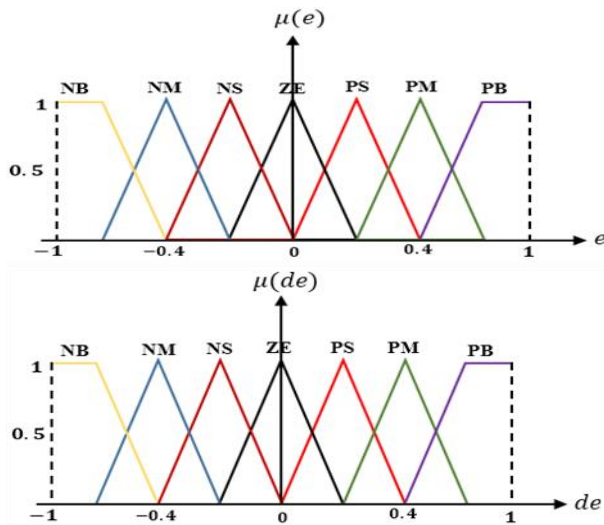 μ(e)
NB NM NS ZE PS PM PB
1
0.5
−1 −0.4 0 0.4 1 e
μ(de)
NB NM NS ZE PS PM PB
1
0.5
−1 −0.4 0 0.4 1 de